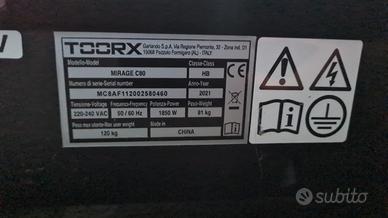 TOORX
Garlando S.p.A. Via Regione Piemonte, 32 - Zona Ind. D1
15068 Pozzolo Formigaro (AL) - ITALY
Modello-Model
Classe-Class
MIRAGE C80
HB
Numero di serie-Serial number
Anno-Year
MC8AF112002580460
2021
Tensione-Voltage
Frequenza-Frequency
Potenza-Power
Peso-Weight
220-240 VAC
50 / 60 Hz
1850 W
81 kg
Peso max utente-Max user weight
Made in
120 kg
CHINA
CE
subito